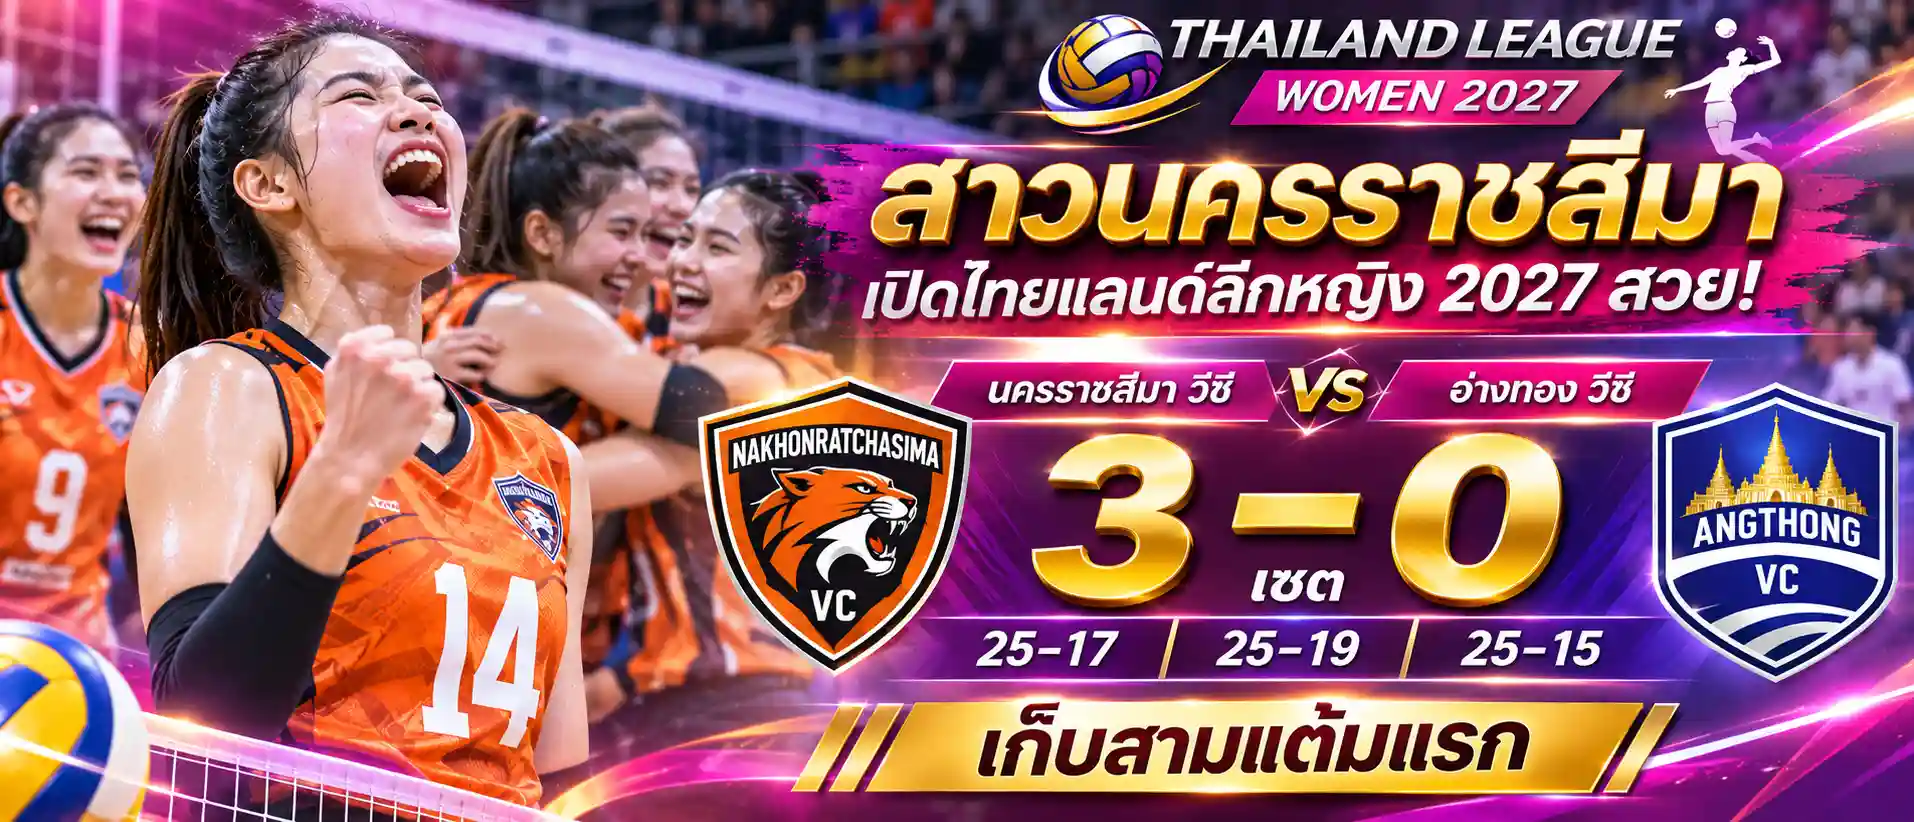 THAILAND LEAGUE
WOMEN 2027
สาวนครราชสีมา
เปิดไทยแลนด์ลีกหญิง 2027 สวย!
นครราชสีมา วีซี VS อ่างทอง วีซี
NAKHONRATCHASIMA
VC
3-0
เซต
ANGTHONG
VC
25-17 | 25-19 | 25-15
เก็บสามแต้มแรก
9
14